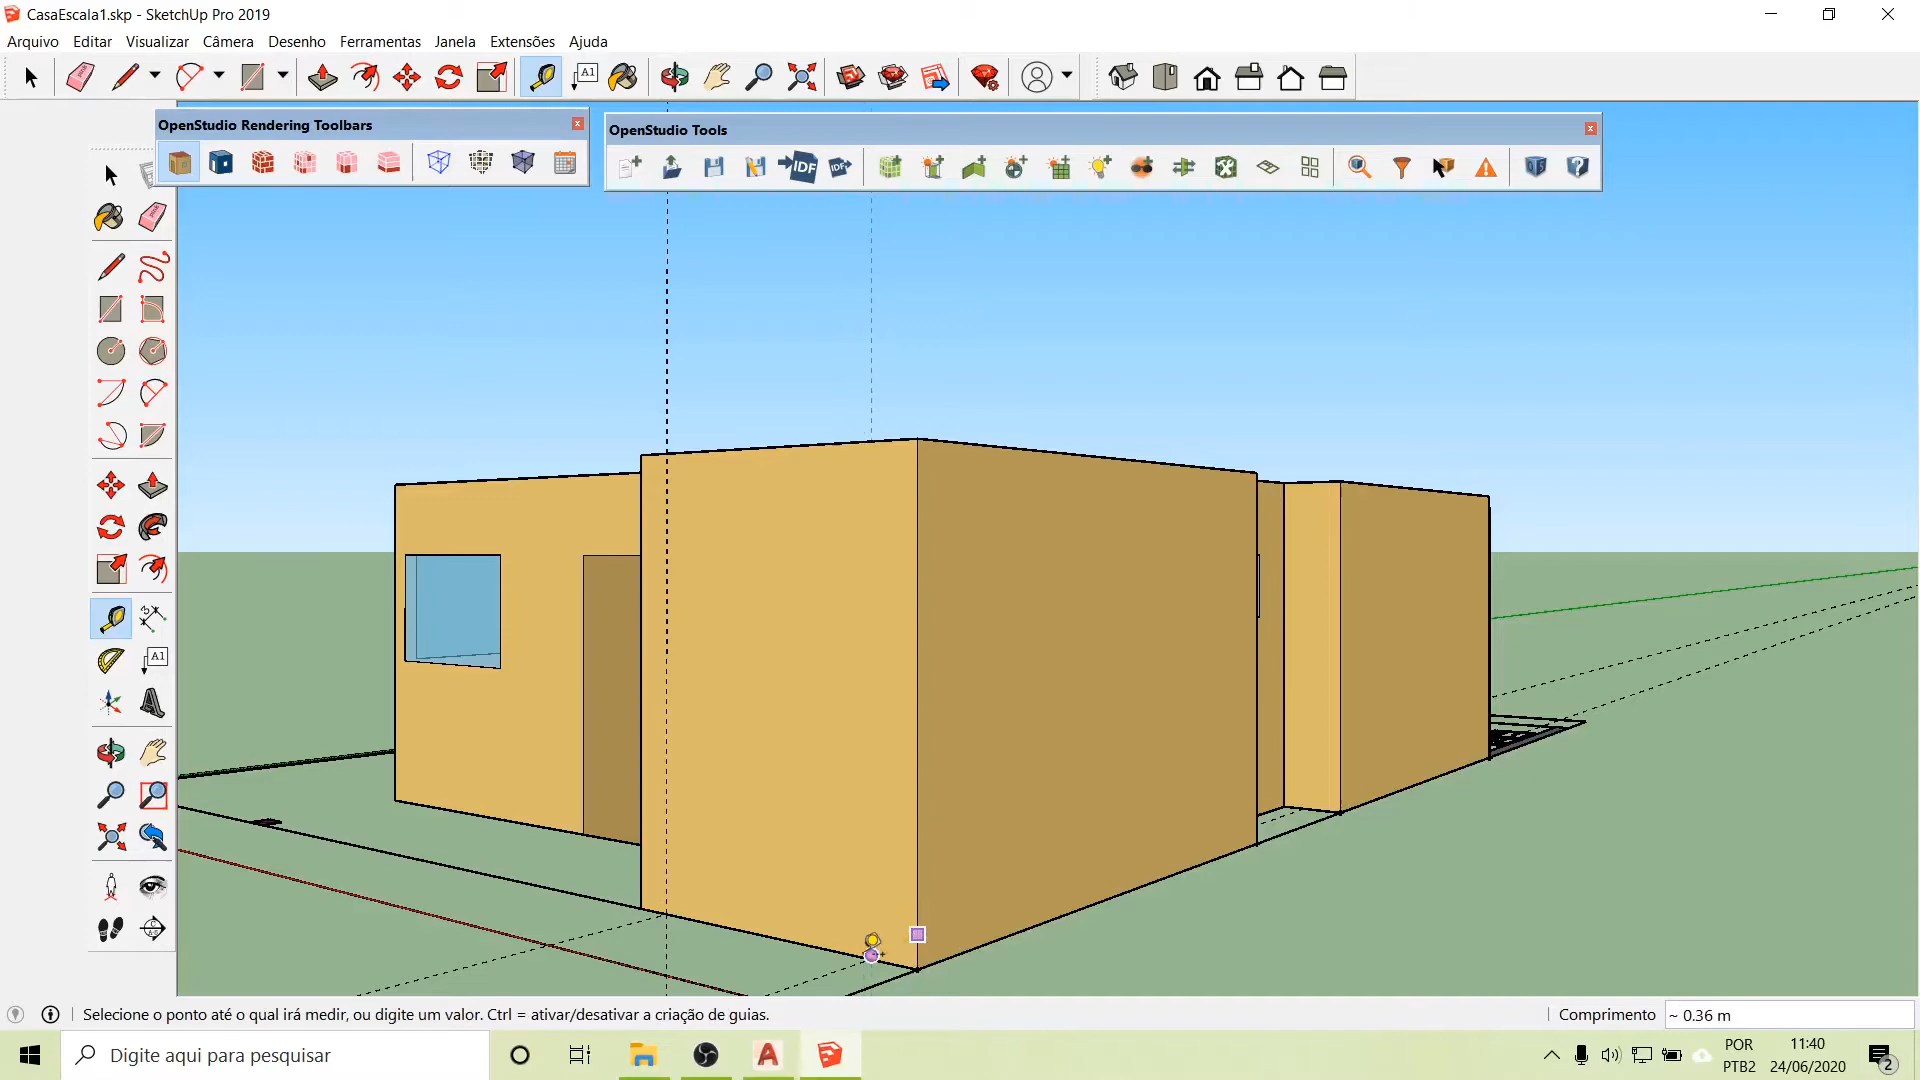 CasaEscala1.skp - SketchUp Pro 2019
Arquivo Editar Visualizar Câmera Desenho Ferramentas Janela Extensões Ajuda
A1
OpenStudio Rendering Toolbars
OpenStudio Tools
IDF
IDF
A1
Selecione o ponto até o qual irá medir, ou digite um valor. Ctrl = ativar/desativar a criação de guias.
Comprimento
~ 0.36 m
Digite aqui para pesquisar
POR
PTB2
11:40
24/06/2020
2